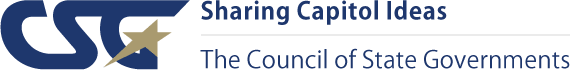 CSG
Sharing Capitol Ideas
The Council of State Governments